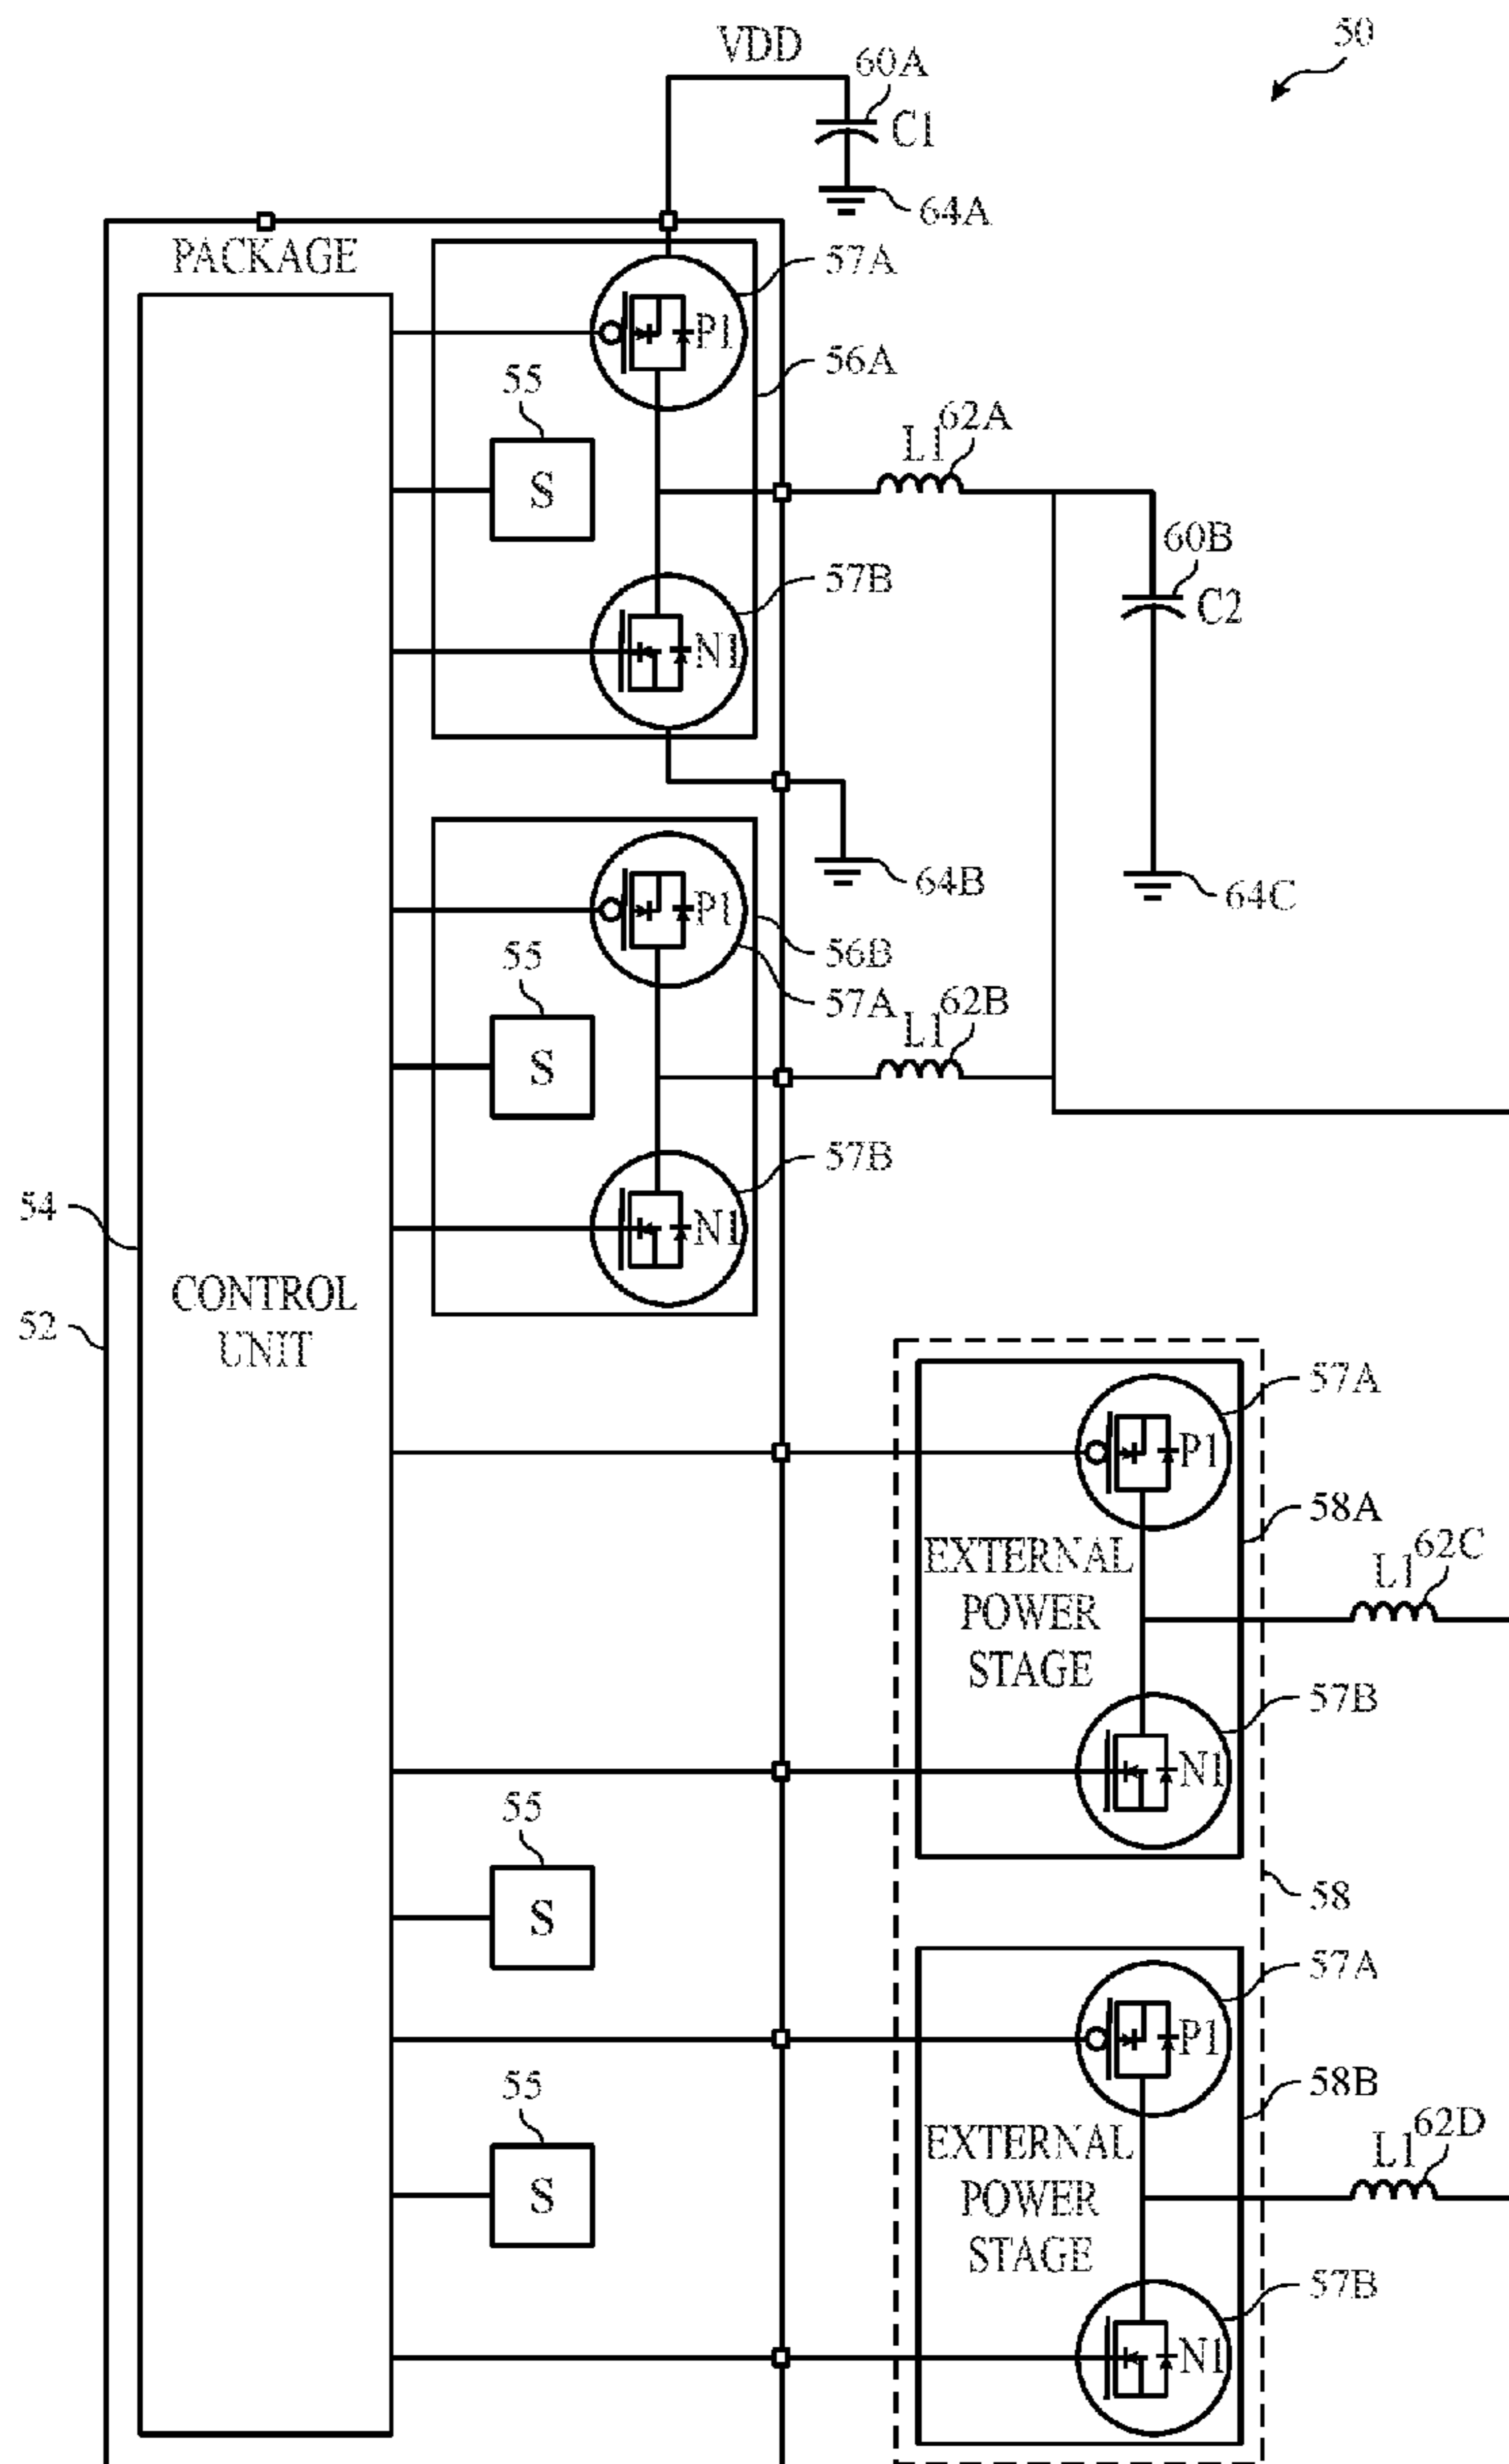 50
VDD
60A
C1
64A
PACKAGE
57A
P1
56A
55
S
L1
62A
60B
C2
57B
N1
64B
64C
P1
56B
57A
55
S
L1
62B
57B
N1
54
52
CONTROL
UNIT
57A
P1
58A
EXTERNAL
POWER
STAGE
L1
62C
57B
N1
55
S
58
57A
P1
58B
55
S
EXTERNAL
POWER
STAGE
L1
62D
57B
N1